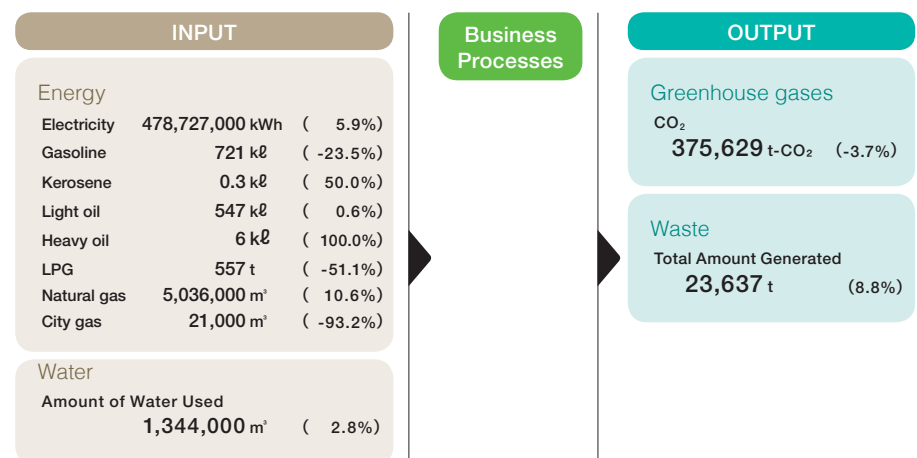 INPUT
Energy
Electricity 478,727,000 kWh ( 5.9%)
Gasoline 721 kℓ ( -23.5%)
Kerosene 0.3 kℓ ( 50.0%)
Light oil 547 kℓ ( 0.6%)
Heavy oil 6 kℓ ( 100.0%)
LPG 557 t ( -51.1%)
Natural gas 5,036,000 m³ ( 10.6%)
City gas 21,000 m³ ( -93.2%)
Water
Amount of Water Used
1,344,000 m³ ( 2.8%)
Business
Processes
OUTPUT
Greenhouse gases
CO₂
375,629 t-CO₂ (-3.7%)
Waste
Total Amount Generated
23,637 t (8.8%)